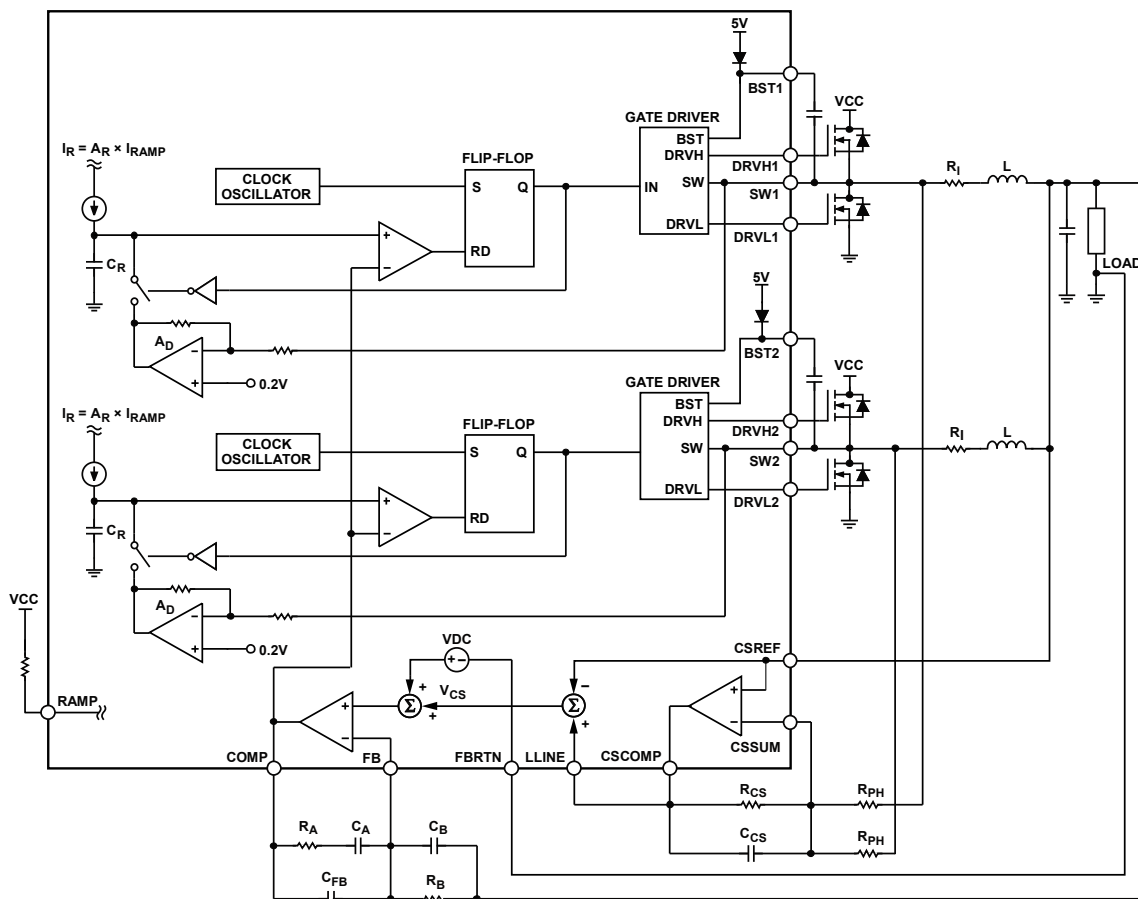 5V
BST1
VCC
GATE DRIVER
BST
I_R = A_R × I_RAMP
DRVH
DRVH1
FLIP-FLOP
R_I
L
CLOCK
OSCILLATOR
S
Q
IN
SW
SW1
DRVL
DRVL1
+
−
RD
C_R
LOAD
5V
A_D
−
+
0.2V
BST2
VCC
GATE DRIVER
BST
I_R = A_R × I_RAMP
DRVH
DRVH2
FLIP-FLOP
R_I
L
CLOCK
OSCILLATOR
S
Q
IN
SW
SW2
DRVL
DRVL2
+
−
RD
C_R
VCC
A_D
−
+
0.2V
VDC
+ −
CSREF
RAMP
+
V_CS
−
+
Σ
+
Σ
+
+
−
−
CSSUM
COMP
FB
FBRTN
LLINE
CSCOMP
R_CS
R_PH
R_A
C_A
C_B
C_CS
R_PH
C_FB
R_B